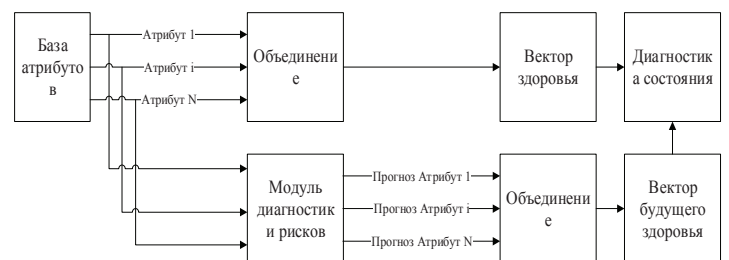 База
атрибуто
в
Атрибут 1
Атрибут i
Атрибут N
Объединени
е
Вектор
здоровья
Диагностик
а состояния
Модуль
диагностик
и рисков
Прогноз Атрибут 1
Прогноз Атрибут i
Прогноз Атрибут N
Объединени
е
Вектор
будущего
здоровья